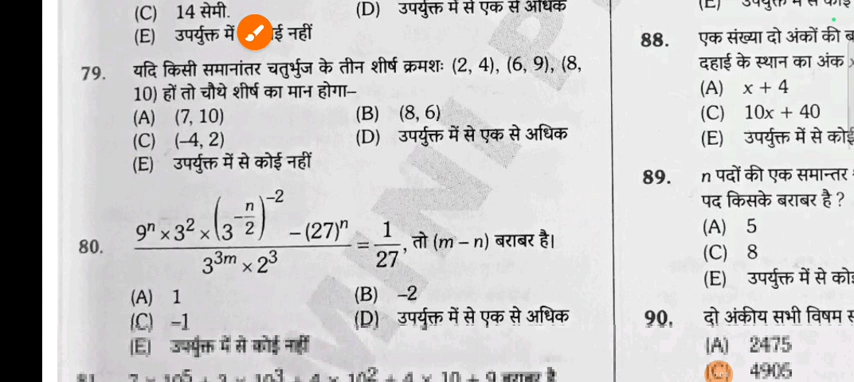 (C) 14 सेमी.
(D) उपर्युक्त में से एक से अधिक
(E) उपर्युक्त में ई नहीं
79. यदि किसी समानांतर चतुर्भुज के तीन शीर्ष क्रमशः (2, 4), (6, 9), (8,
10) हों तो चौथे शीर्ष का मान होगा–
(A) (7, 10)
(B) (8, 6)
(C) (–4, 2)
(D) उपर्युक्त में से एक से अधिक
(E) उपर्युक्त में से कोई नहीं
80. \frac{9^n × 3^2 × (3^{-\frac{n}{2}})^{-2} – (27)^n}{3^{3m} × 2^3} = \frac{1}{27}, तो (m – n) बराबर है।
(A) 1
(B) –2
(C) –1
(D) उपर्युक्त में से एक से अधिक
(E) उपर्युक्त में से कोई नहीं
88. एक संख्या दो अंकों की
दहाई के स्थान का अंक
(A) x + 4
(C) 10x + 40
(E) उपर्युक्त में से कोई
89. n पदों की एक समान्तर
पद किसके बराबर है ?
(A) 5
(C) 8
(E) उपर्युक्त में से
90. दो अंकीय सभी विषम
(A) 2475
(C) 4905
MINI P